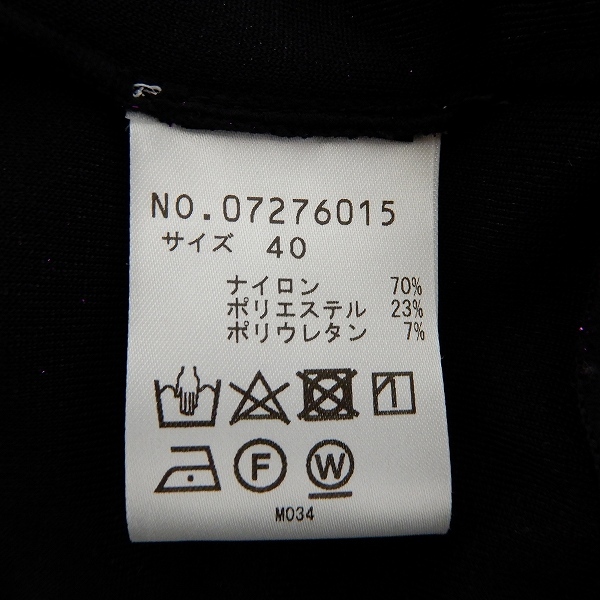 NO.07276015
サイズ 40
ナイロン 70%
ポリエステル 23%
ポリウレタン 7%
F W
M034